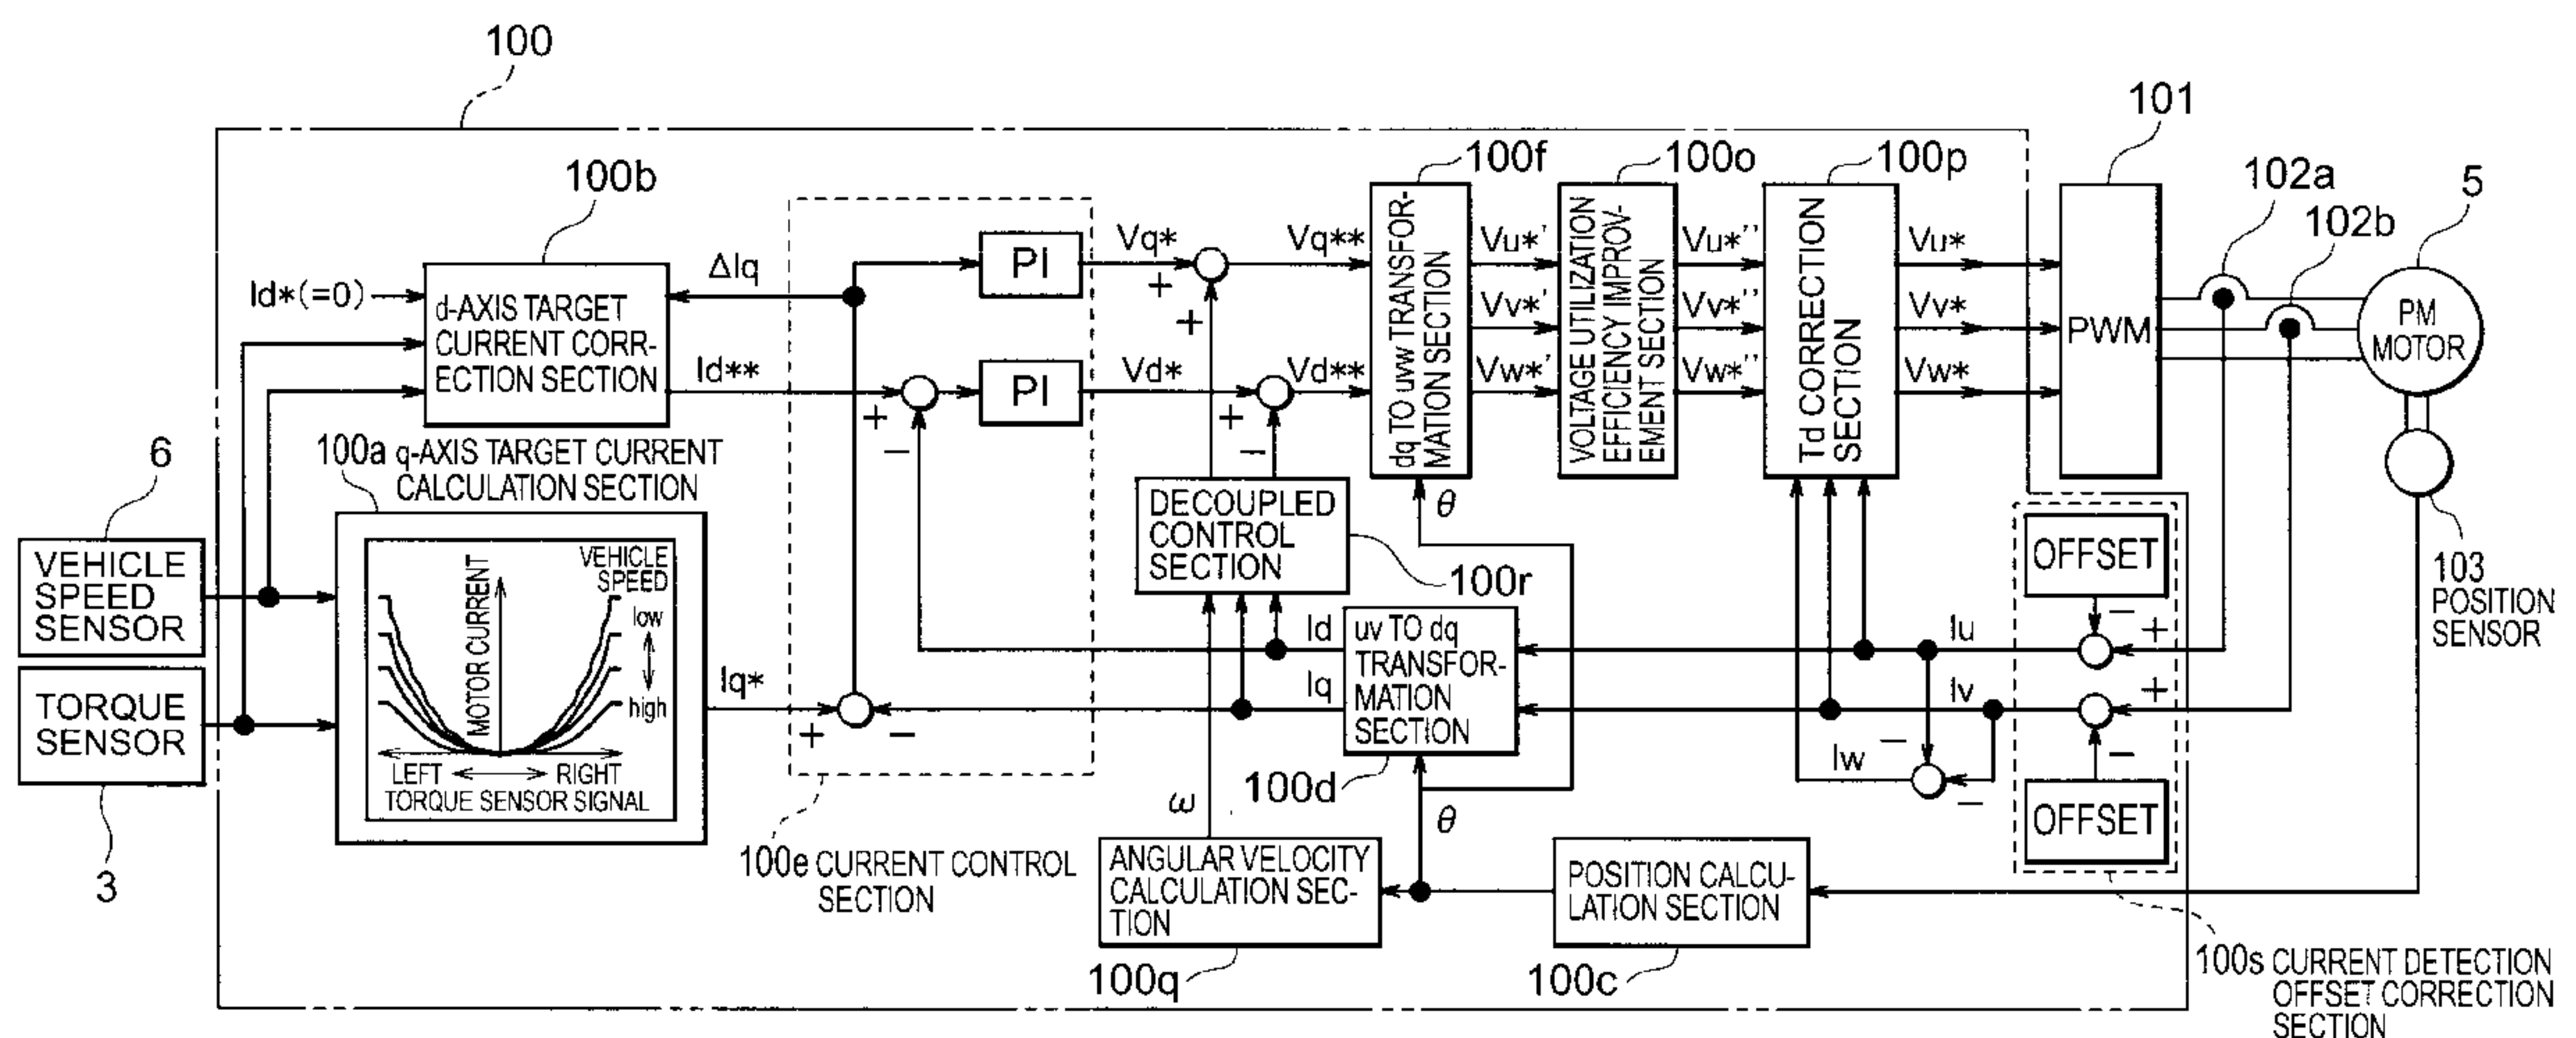 100
101
100b
100f
100o
100p
102a
5
102b
Id*(=0)
d-AXIS TARGET
CURRENT CORR-
ECTION SECTION
ΔIq
Id**
PI
PI
Vq*
+
+
Vq**
Vd*
+
−
Vd**
+
−
dq TO uvw TRANSFOR-
MATION SECTION
Vu*'
Vv*'
Vw*'
VOLTAGE UTILIZATION
EFFICIENCY IMPROV-
EMENT SECTION
Vu*''
Vv*''
Vw*''
Td CORRECTION
SECTION
Vu*
Vv*
Vw*
PWM
PM
MOTOR
6
100a q-AXIS TARGET CURRENT
CALCULATION SECTION
VEHICLE
SPEED
SENSOR
TORQUE
SENSOR
3
MOTOR CURRENT
VEHICLE
SPEED
low
high
LEFT
RIGHT
TORQUE SENSOR SIGNAL
Iq*
+
−
100e CURRENT CONTROL
SECTION
DECOUPLED
CONTROL
SECTION
100r
θ
Id
Iq
uv TO dq
TRANSFOR-
MATION
SECTION
100d
ω
θ
Iu
Iv
Iw
−
−
OFFSET
−
+
+
−
OFFSET
103
POSITION
SENSOR
ANGULAR VELOCITY
CALCULATION SEC-
TION
100q
POSITION CALCU-
LATION SECTION
100c
100s CURRENT DETECTION
OFFSET CORRECTION
SECTION